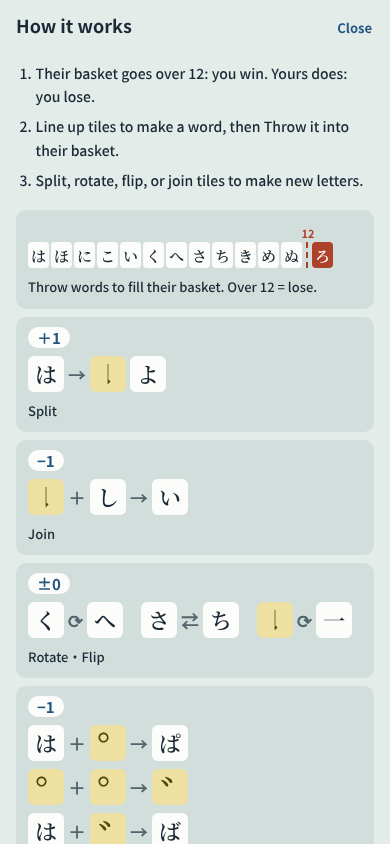 How it works
Close
1. Their basket goes over 12: you win. Yours does:
you lose.
2. Line up tiles to make a word, then Throw it into
their basket.
3. Split, rotate, flip, or join tiles to make new letters.
12
は ほ に こ い く へ さ ち き め ぬ ろ
Throw words to fill their basket. Over 12 = lose.
+1
は → 丨 よ
Split
−1
丨 + し → い
Join
±0
く ⟳ へ さ ⇄ ち 丨 ⟳ 一
Rotate・Flip
−1
は + ゜ → ぱ
゜ + ゜ → ゛
は + ゛ → ば